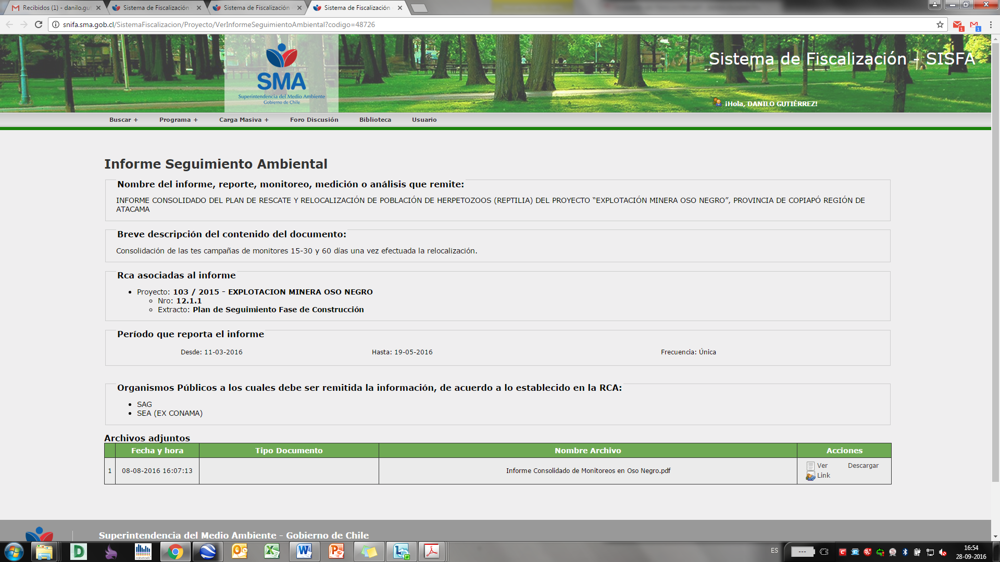 Recibidos (1) - danilo.gut
Sistema de Fiscalización
Sistema de Fiscalización
Sistema de Fiscalización
snifa.sma.gob.cl/SistemaFiscalizacion/Proyecto/VerInformeSeguimientoAmbiental?codigo=48726
1
1
SMA
Superintendencia del Medio Ambiente
Gobierno de Chile
Sistema de Fiscalización - SISFA
¡Hola, DANILO GUTIÉRREZ!
Buscar + Programa + Carga Masiva + Foro Discusión Biblioteca Usuario
Informe Seguimiento Ambiental
Nombre del informe, reporte, monitoreo, medición o análisis que remite:
INFORME CONSOLIDADO DEL PLAN DE RESCATE Y RELOCALIZACIÓN DE POBLACIÓN DE HERPETOZOOS (REPTILIA) DEL PROYECTO “EXPLOTACIÓN MINERA OSO NEGRO”, PROVINCIA DE COPIAPÓ REGIÓN DE
ATACAMA
Breve descripción del contenido del documento:
Consolidación de las tes campañas de monitores 15-30 y 60 días una vez efectuada la relocalización.
Rca asociadas al informe
Proyecto: 103 / 2015 - EXPLOTACION MINERA OSO NEGRO
Nro: 12.1.1
Extracto: Plan de Seguimiento Fase de Construcción
Período que reporta el informe
Desde: 11-03-2016 Hasta: 19-05-2016 Frecuencia: Única
Organismos Públicos a los cuales debe ser remitida la información, de acuerdo a lo establecido en la RCA:
SAG
SEA (EX CONAMA)
Archivos adjuntos
Fecha y hora Tipo Documento Nombre Archivo Acciones
1 08-08-2016 16:07:13 Informe Consolidado de Monitoreos en Oso Negro.pdf Ver Descargar
Link
Superintendencia del Medio Ambiente - Gobierno de Chile
ES
16:54
28-09-2016